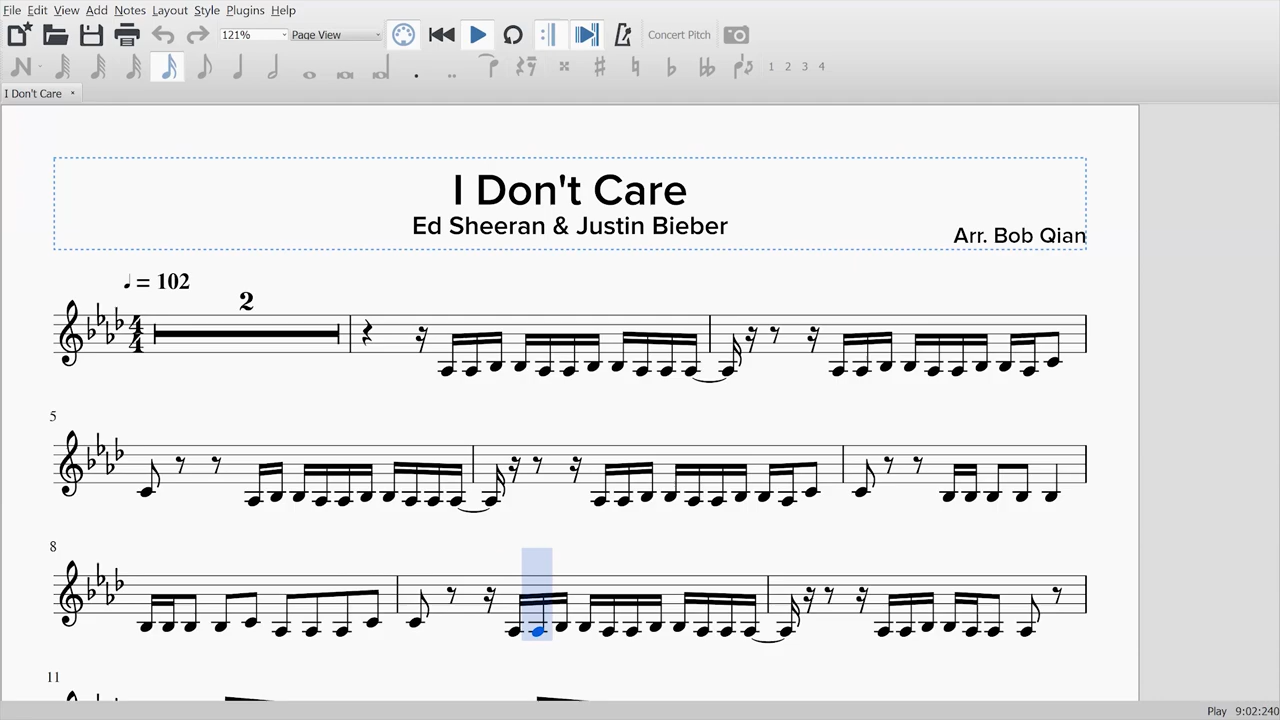 File Edit View Add Notes Layout Style Plugins Help
121% Page View Concert Pitch
1 2 3 4
I Don't Care
I Don't Care
Ed Sheeran & Justin Bieber
Arr. Bob Qian
♩ = 102
2
4
4
5
8
11
Play 9:02:240